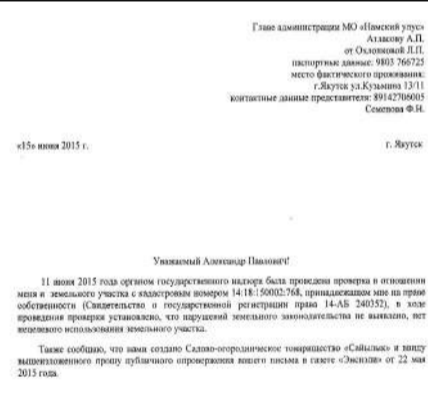 Главе администрации МО «Намский улус»
Атласову А.П.
от Охлопковой Л.П.
паспортные данные: 9803 766725
место фактического проживания:
г.Якутск ул.Кузьмина 13/11
контактные данные представителя: 89142706005
Семенова Ф.Н.
«15» июня 2015 г. г. Якутск
Уважаемый Александр Павлович!
11 июня 2015 года органом государственного надзора была проведена проверка в отношении
меня и земельного участка с кадастровым номером 14:18:150002:768, принадлежащем мне на праве
собственности (Свидетельство о государственной регистрации права 14-АБ 240352), в ходе
проведения проверки установлено, что нарушений земельного законодательства не выявлено, нет
нецелевого использования земельного участка.
Также сообщаю, что нами создано Садово-огородническое товарищество «Сайылык» и ввиду
вышеизложенного прошу публичного опровержения вашего письма в газете «Энсиэли» от 22 мая
2015 года.